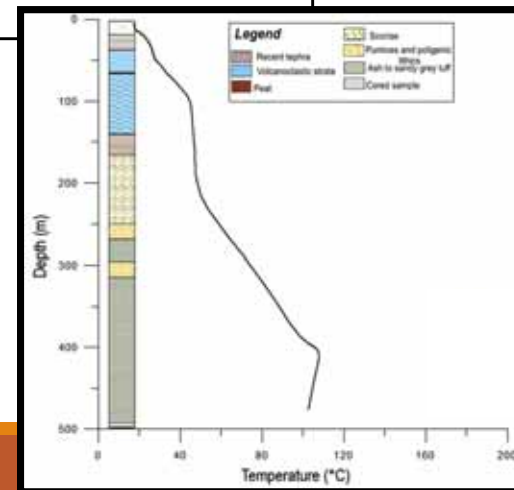 Legend
Recent tephra
Volcanoclastic strata
Peat
Scoriae
Pumices and poligenic lithics
Ash to sandy grey tuff
Cored sample
Depth (m)
0
100
200
300
400
500
0 40 80 120 160 200
Temperature (°C)